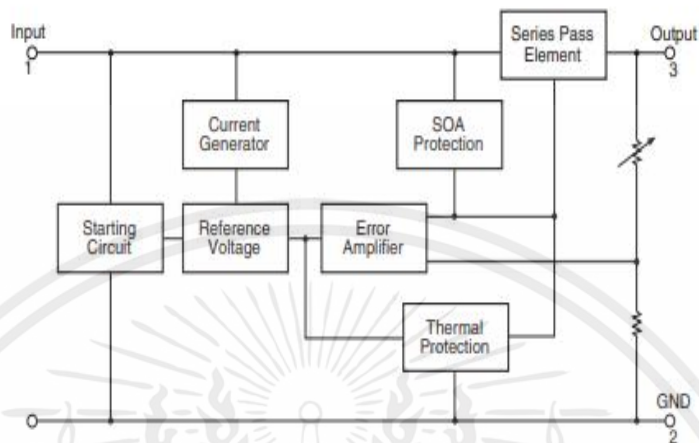 Input
1
Series Pass
Element
Output
3
Current
Generator
SOA
Protection
Starting
Circuit
Reference
Voltage
Error
Amplifier
Thermal
Protection
GND
2